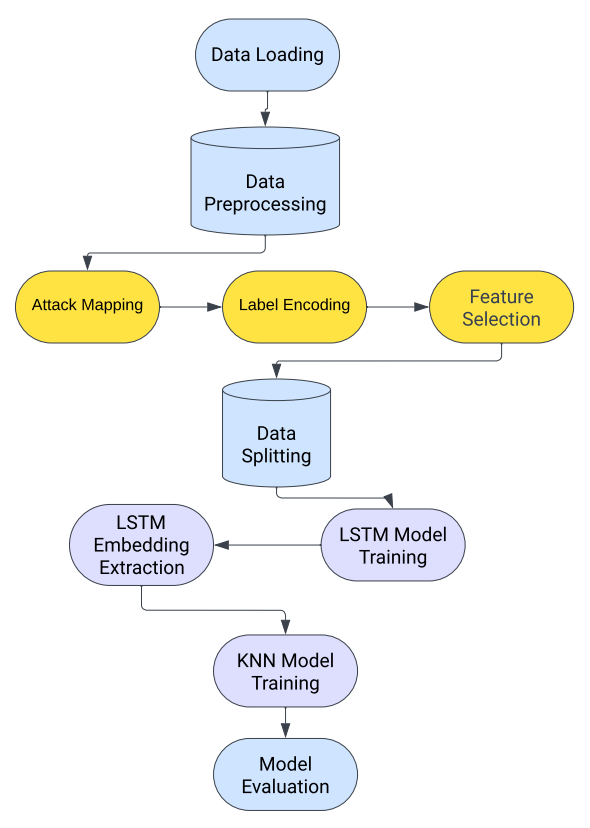 Data Loading
Data
Preprocessing
Attack Mapping
Label Encoding
Feature
Selection
Data
Splitting
LSTM Model
Training
LSTM
Embedding
Extraction
KNN Model
Training
Model
Evaluation